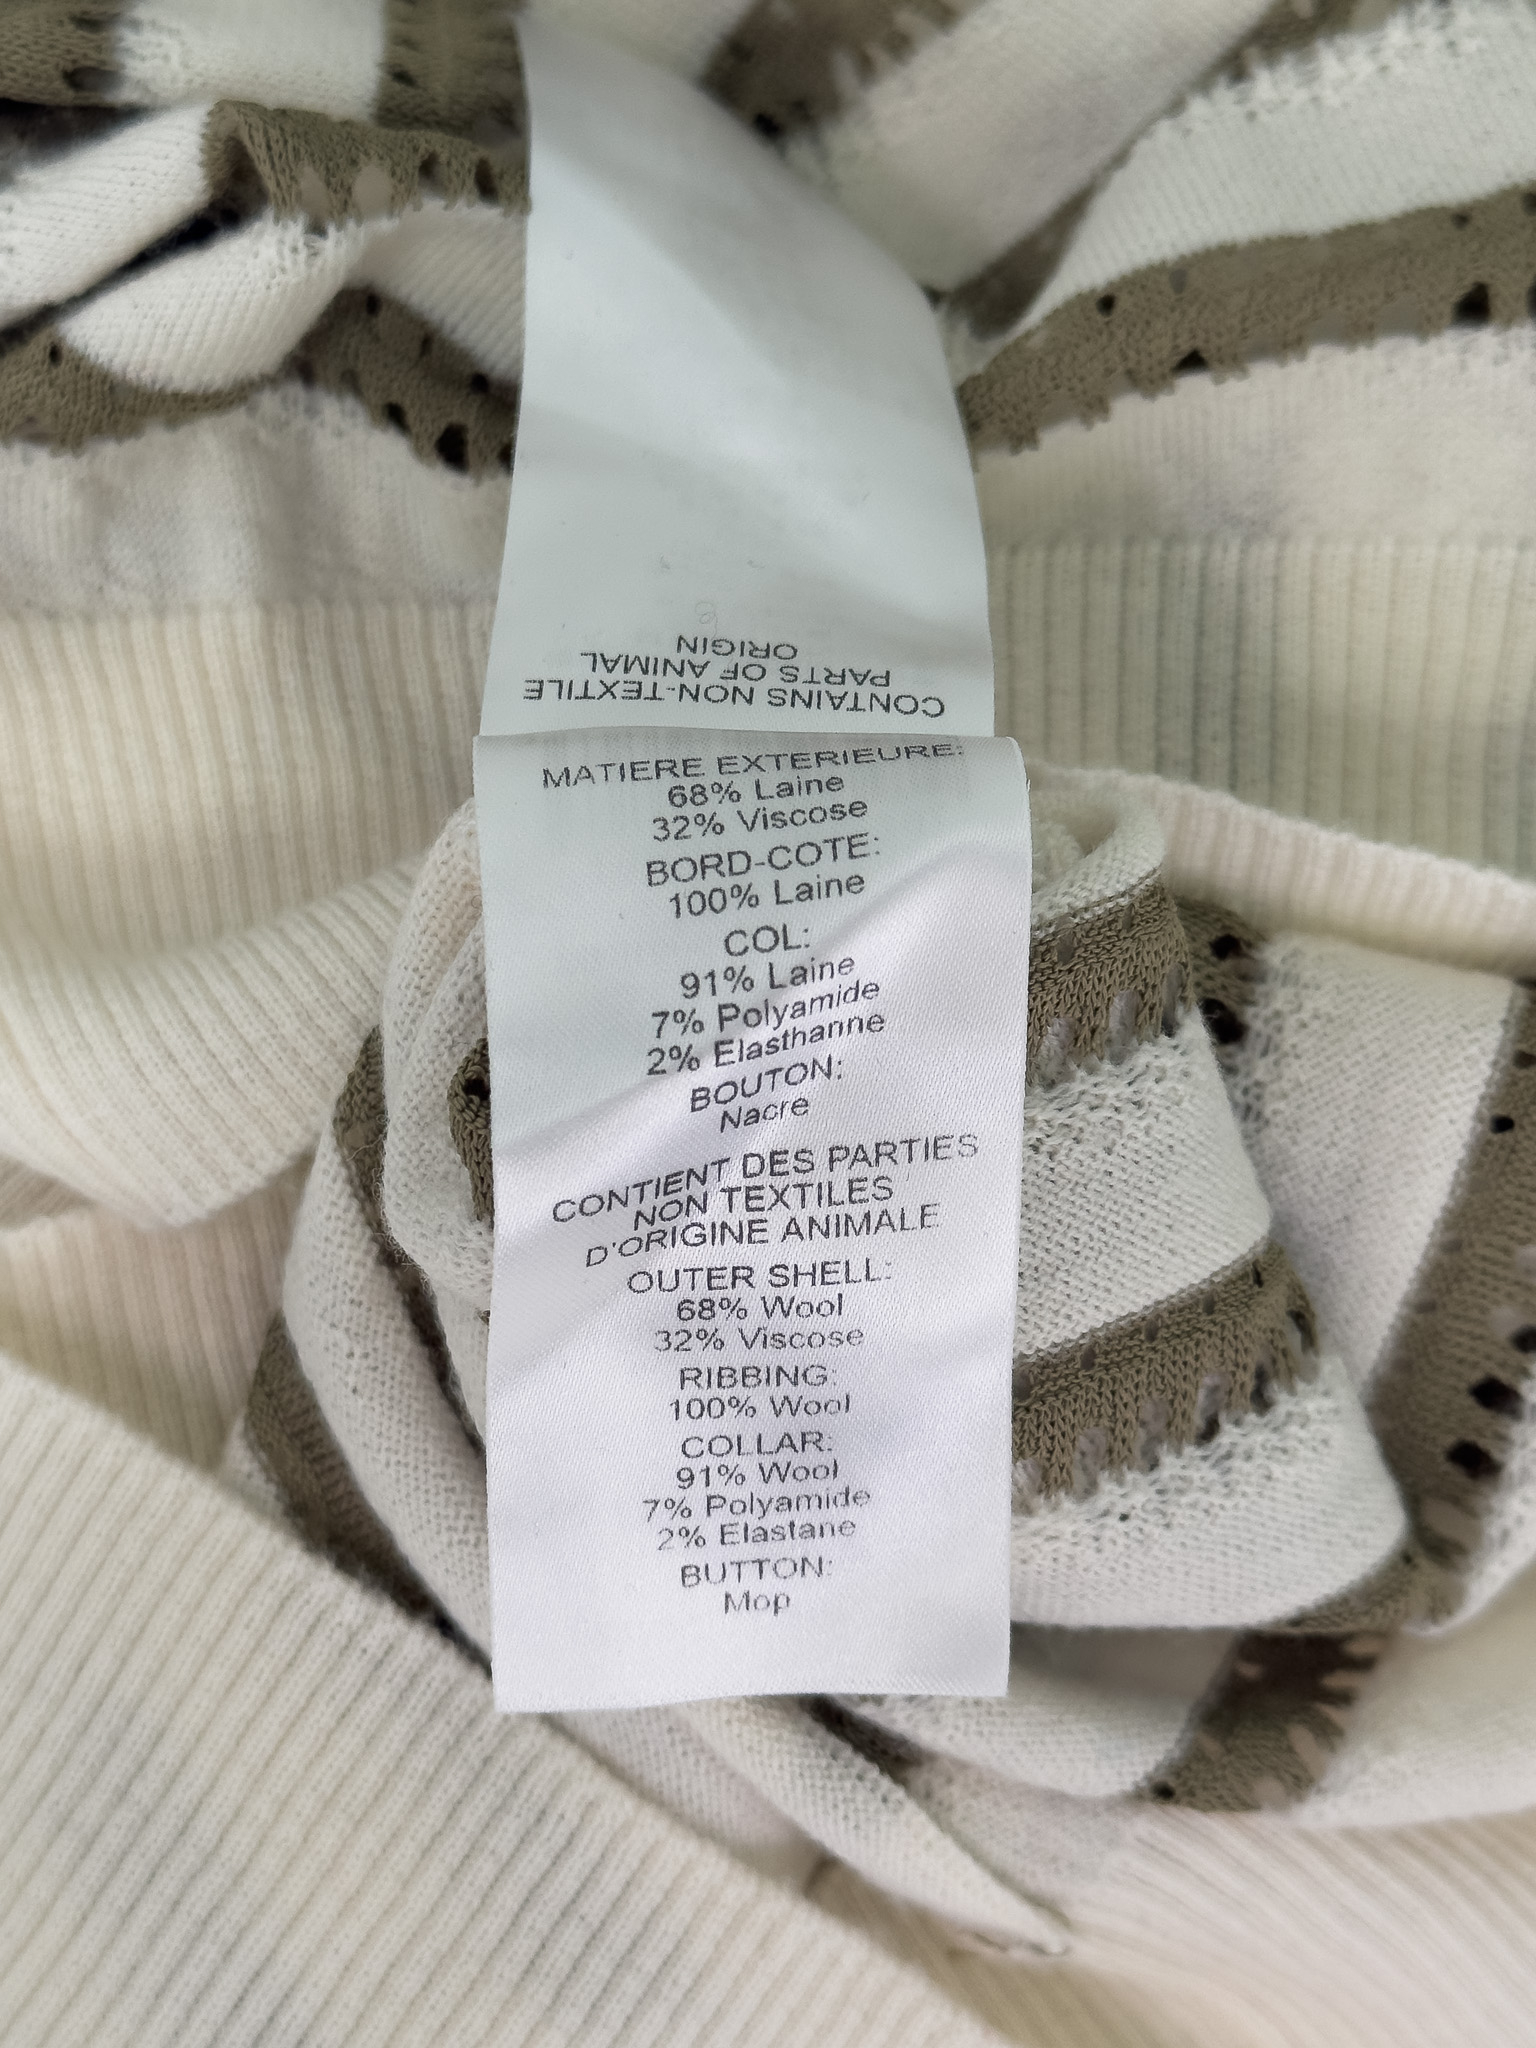 CONTAINS NON-TEXTILE
PARTS OF ANIMAL
ORIGIN
MATIERE EXTERIEURE:
68% Laine
32% Viscose
BORD-COTE:
100% Laine
COL:
91% Laine
7% Polyamide
2% Elasthanne
BOUTON:
Nacre
CONTIENT DES PARTIES
NON TEXTILES
D'ORIGINE ANIMALE
OUTER SHELL:
68% Wool
32% Viscose
RIBBING:
100% Wool
COLLAR:
91% Wool
7% Polyamide
2% Elastane
BUTTON:
Mop